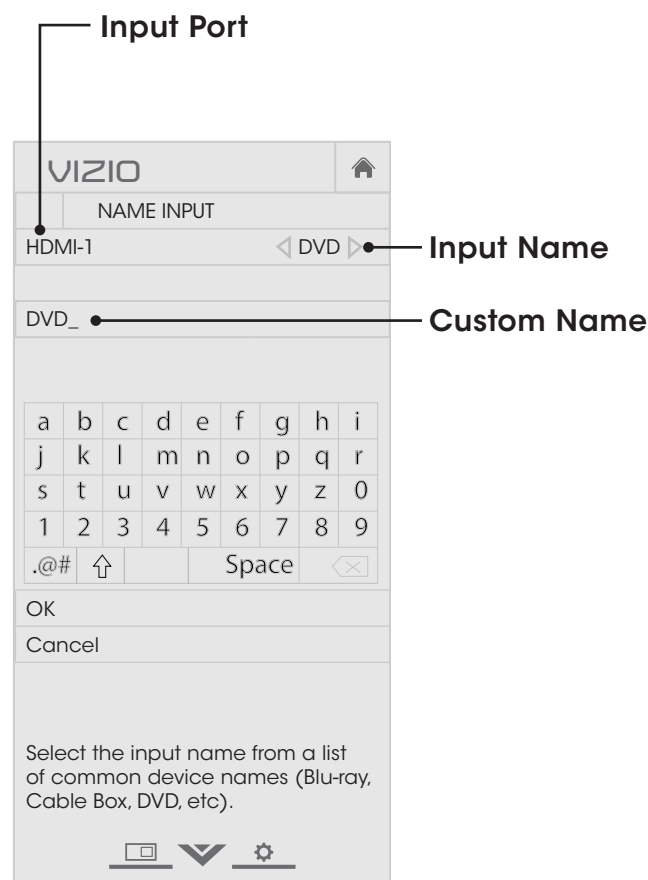 Input Port
VIZIO
NAME INPUT
HDMI-1 DVD Input Name
DVD_ Custom Name
a b c d e f g h i
j k l m n o p q r
s t u v w x y z 0
1 2 3 4 5 6 7 8 9
.@# Space
OK
Cancel
Select the input name from a list
of common device names (Blu-ray,
Cable Box, DVD, etc).